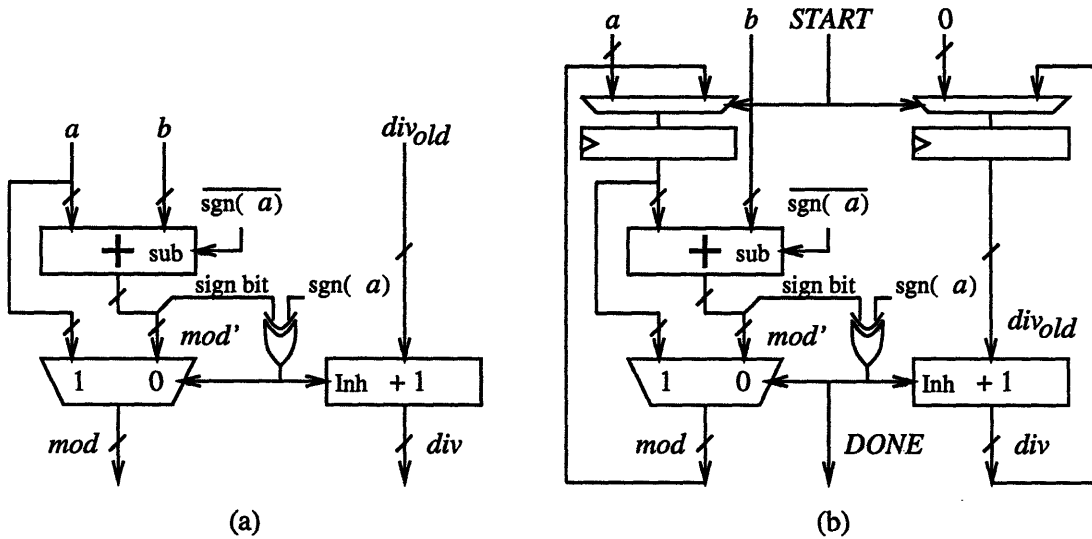 a b div_old
sgn( a)
+ sub
sign bit sgn( a)
mod'
1 0 Inh + 1
mod div
(a)
a b START 0
sgn( a)
+ sub
sign bit sgn( a)
mod' div_old
1 0 Inh + 1
mod DONE div
(b)